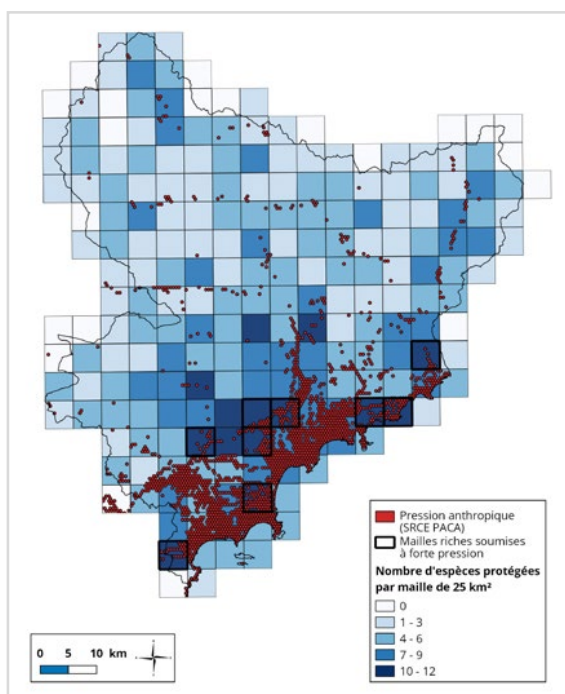 Pression anthropique
(SRCE PACA)
Mailles riches soumises
à forte pression
Nombre d'espèces protégées
par maille de 25 km²
0
1 - 3
4 - 6
7 - 9
10 - 12
0 5 10 km